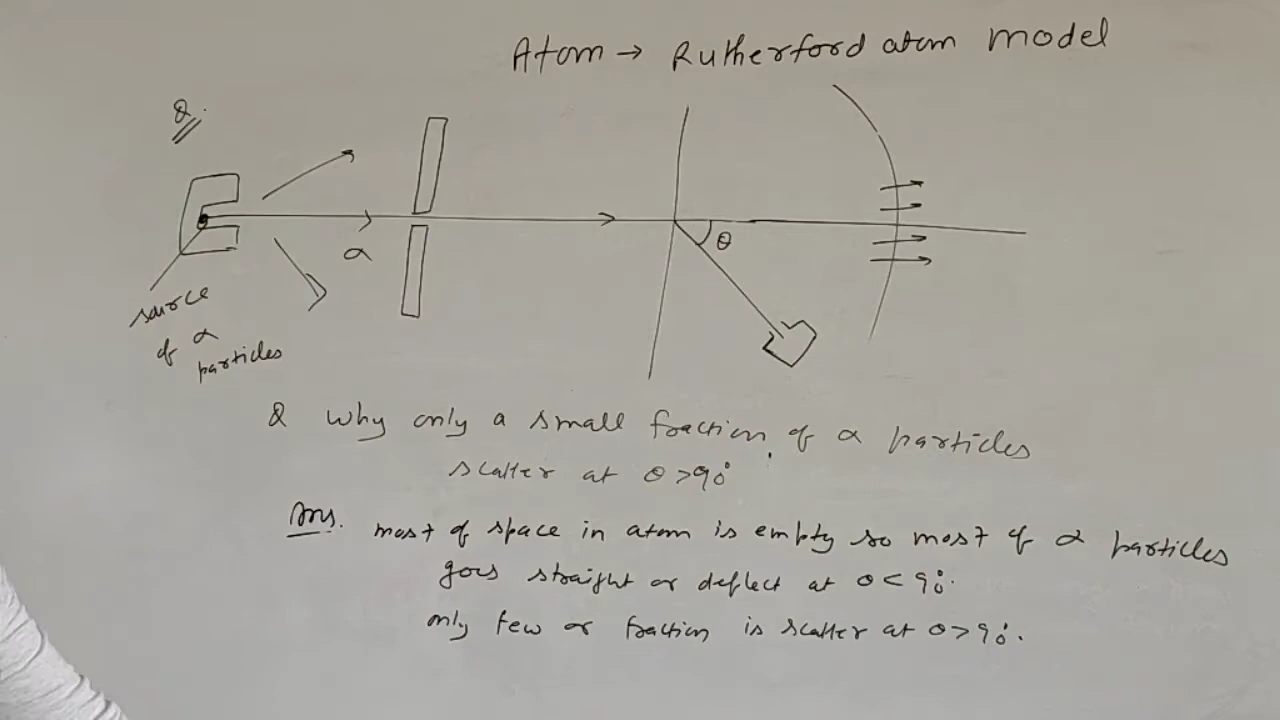 Atom → Rutherford atom model
Q.
α
θ
source
of α
particles
Q why only a small fraction of α particles
scatter at θ > 90°
Ans. most of space in atom is empty so most of α particles
goes straight or deflect at θ < 90°.
only few or fraction is scatter at θ > 90°.